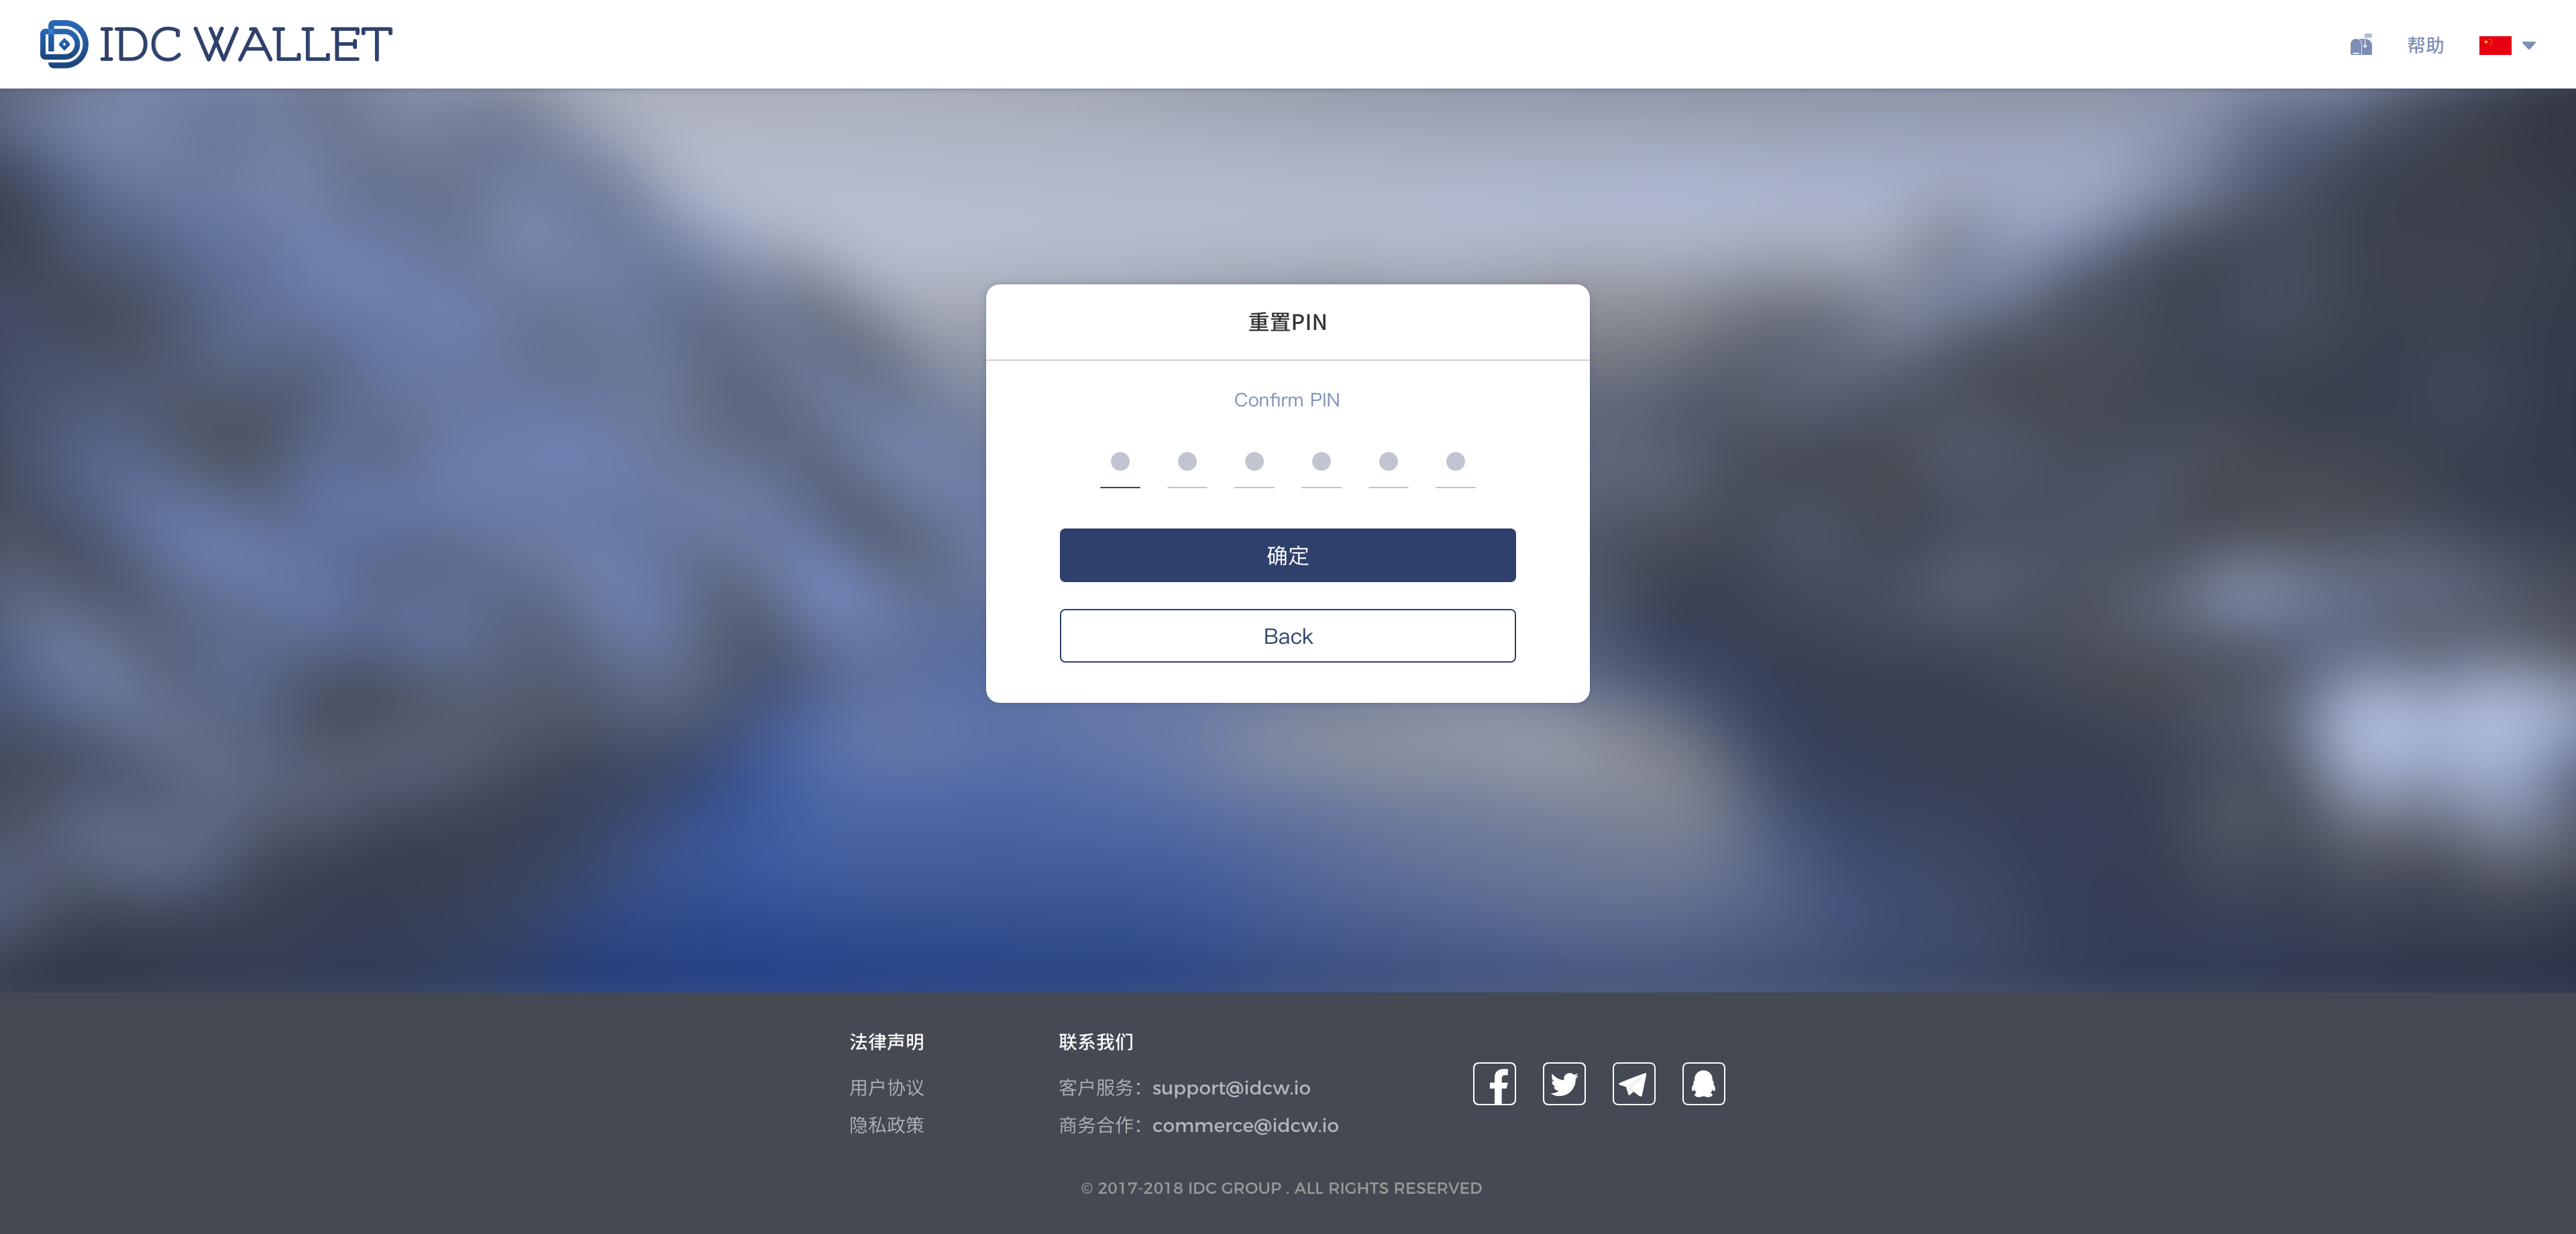 IDC WALLET
帮助
重置PIN
Confirm PIN
确定
Back
法律声明
用户协议
隐私政策
联系我们
客户服务：support@idcw.io
商务合作：commerce@idcw.io
© 2017-2018 IDC GROUP . ALL RIGHTS RESERVED